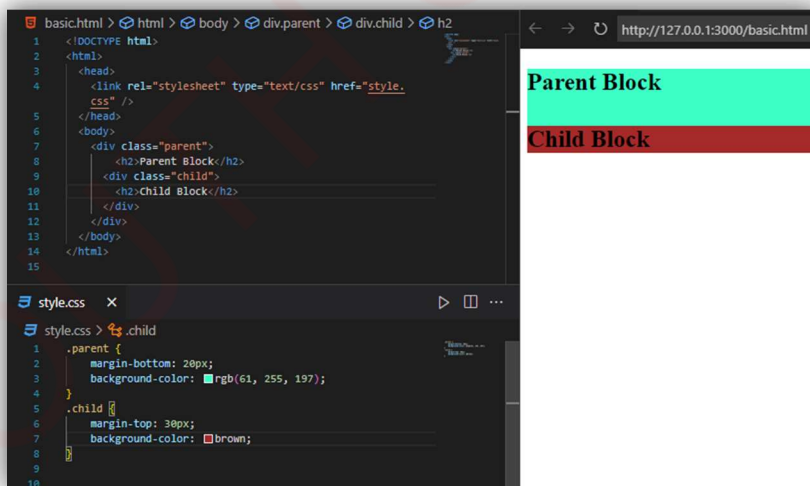 basic.html > html > body > div.parent > div.child > h2
1 <!DOCTYPE html>
2 <html>
3 <head>
4 <link rel="stylesheet" type="text/css" href="style.
css" />
5 </head>
6 <body>
7 <div class="parent">
8 <h2>Parent Block</h2>
9 <div class="child">
10 <h2>Child Block</h2>
11 </div>
12 </div>
13 </body>
14 </html>
15
style.css ×
style.css > .child
1 .parent {
2 margin-bottom: 20px;
3 background-color: rgb(61, 255, 197);
4 }
5 .child {
6 margin-top: 30px;
7 background-color: brown;
8 }
9
10
http://127.0.0.1:3000/basic.html
Parent Block
Child Block